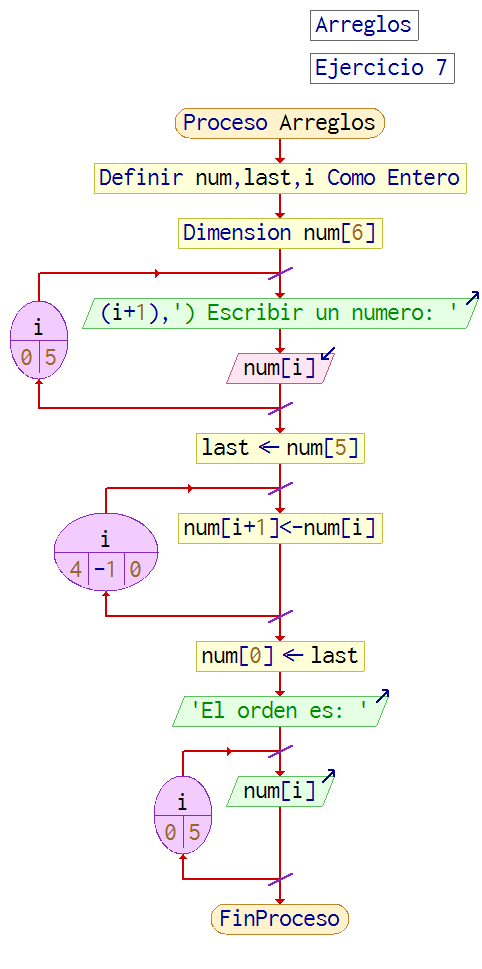 Arreglos
Ejercicio 7
Proceso Arreglos
Definir num,last,i Como Entero
Dimension num[6]
(i+1),') Escribir un numero: '
i
0 5
num[i]
last ← num[5]
num[i+1]<-num[i]
i
4 -1 0
num[0] ← last
'El orden es: '
num[i]
i
0 5
FinProceso